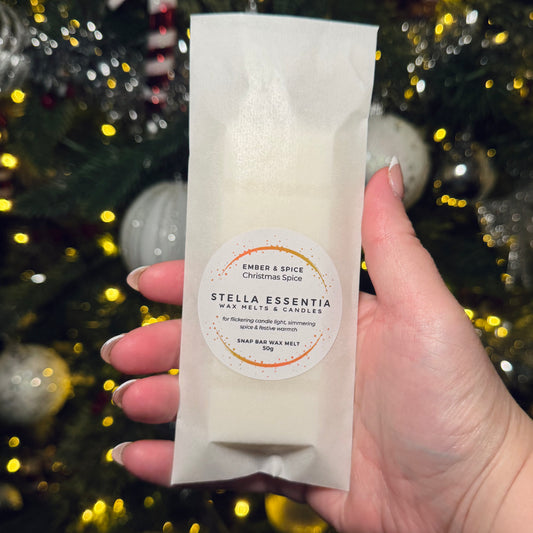 EMBER & SPICE
Christmas Spice
STELLA ESSENTIA
WAX MELTS & CANDLES
for flickering candle light, simmering
spice & festive warmth
SNAP BAR WAX MELT
50g